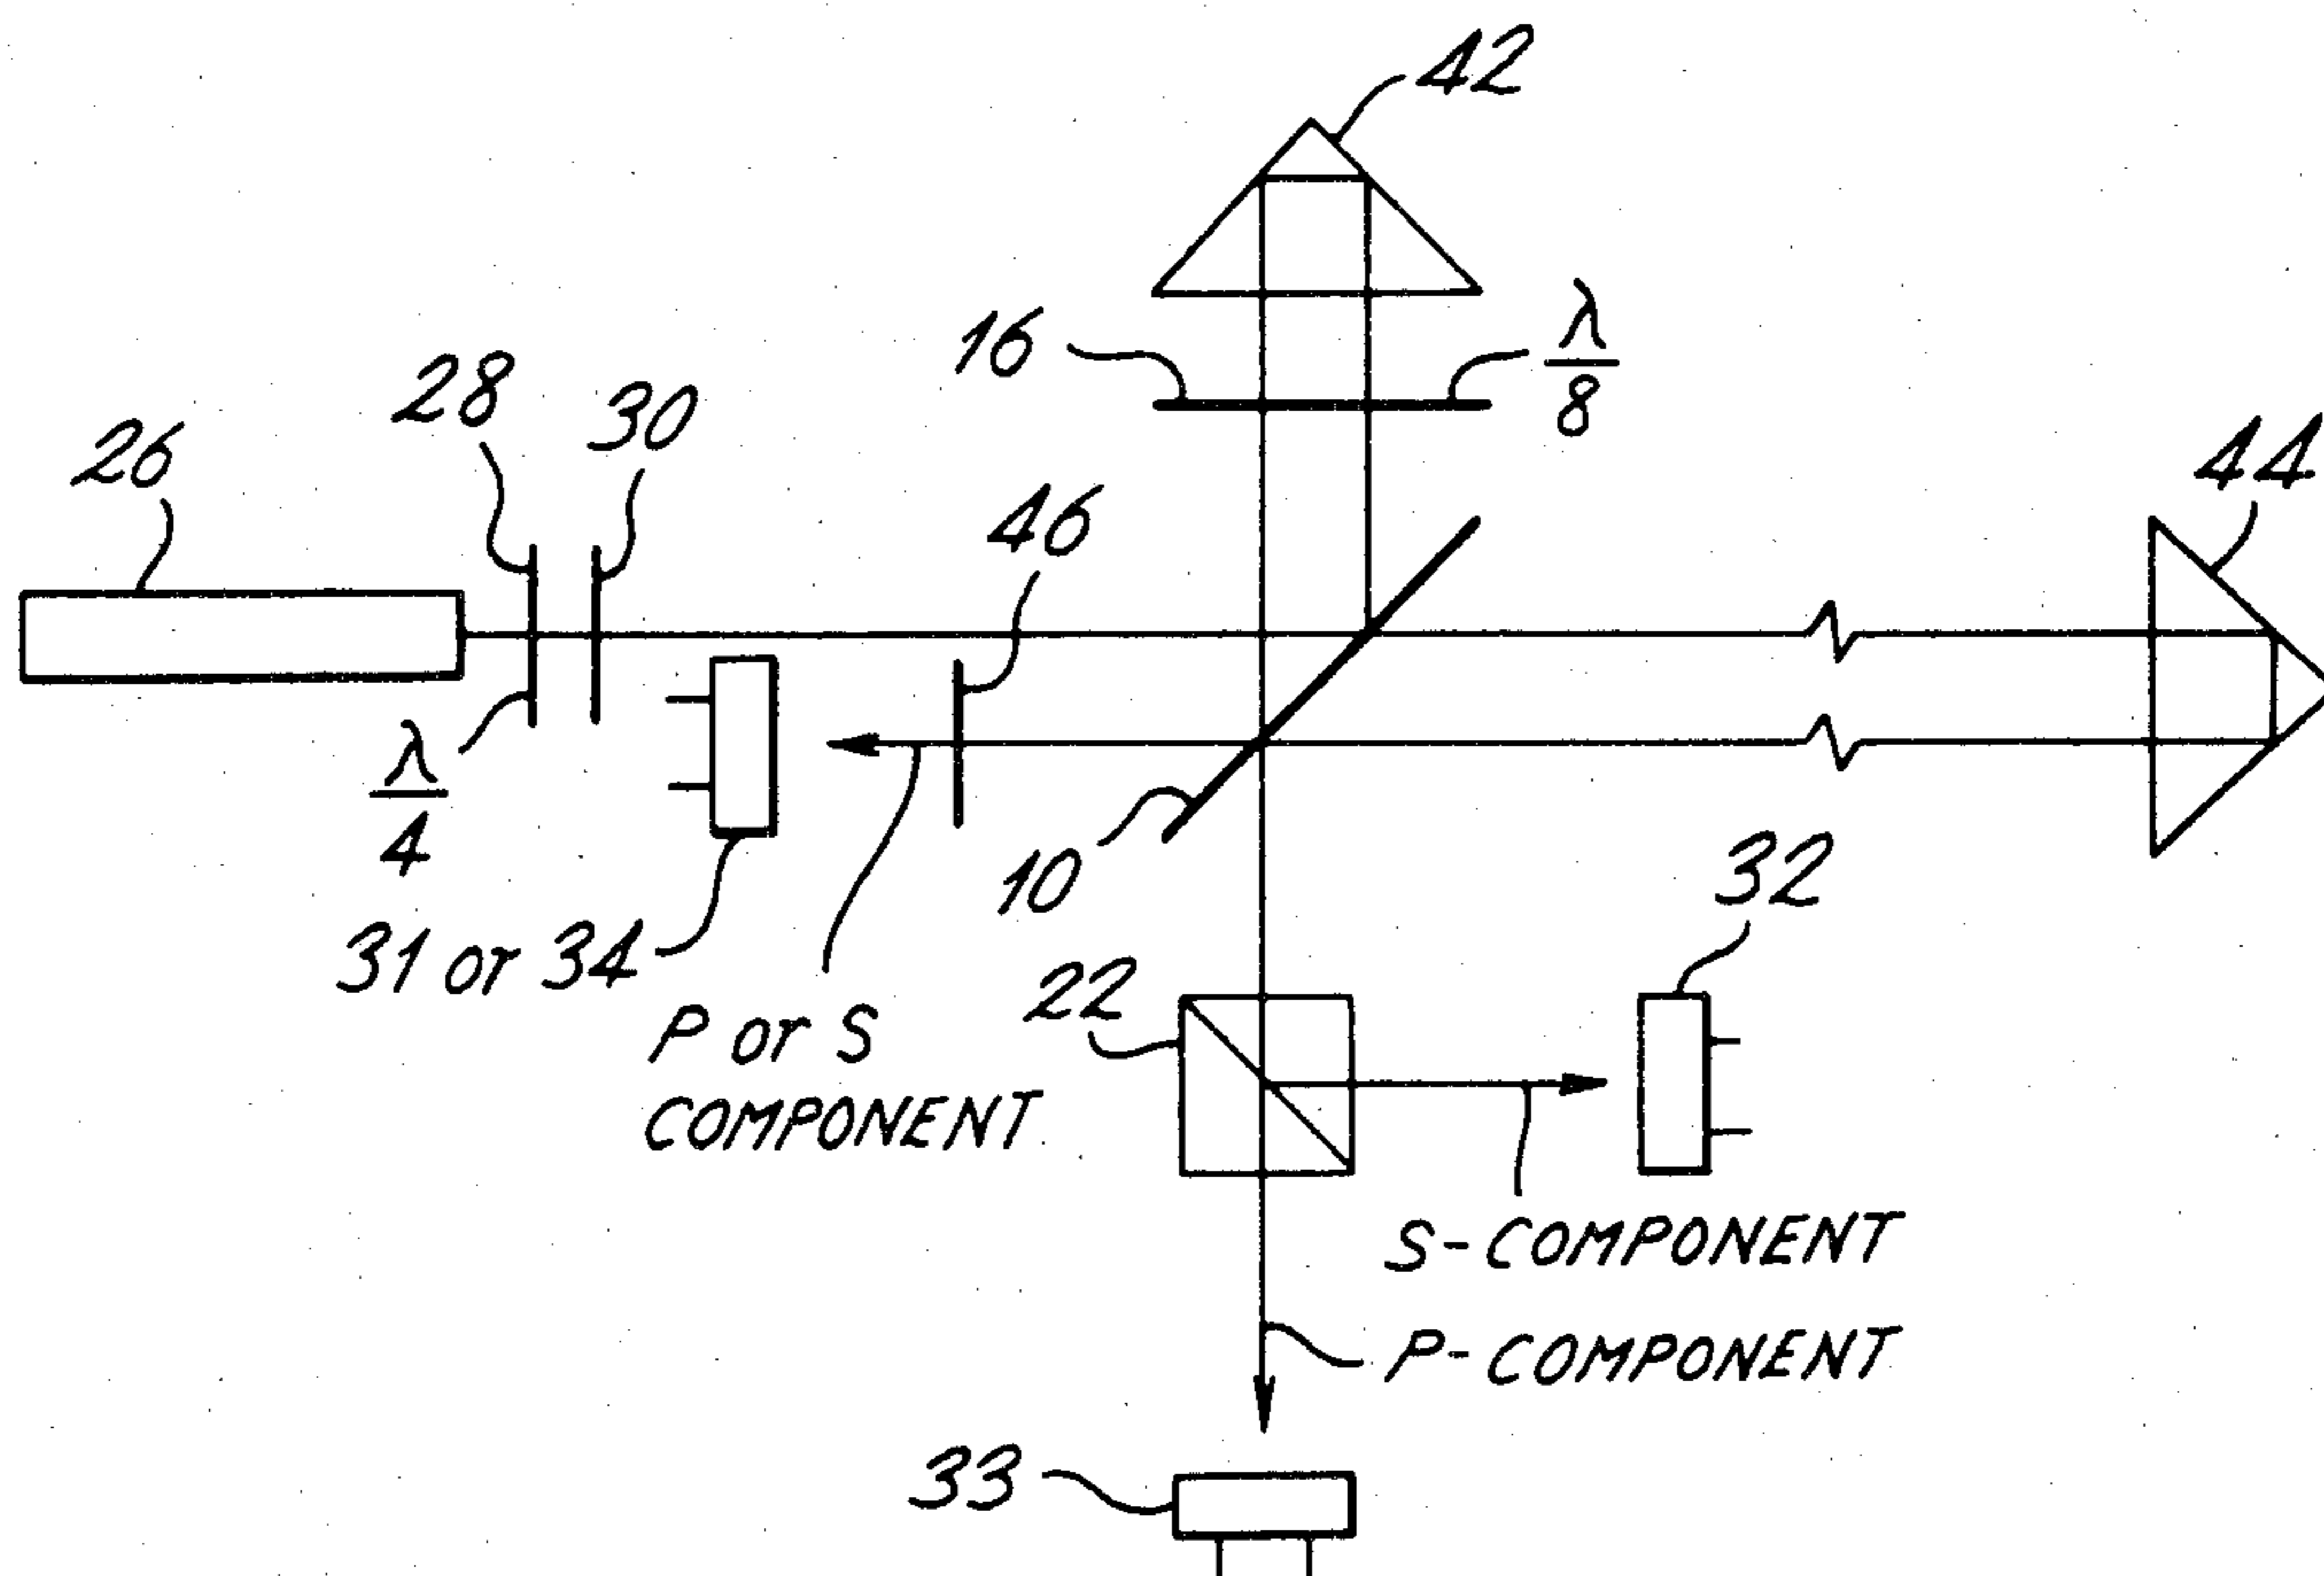 42
16
λ/8
28
30
26
44
46
λ/4
10
32
31 or 34
22
P or S
COMPONENT
S-COMPONENT
P-COMPONENT
33